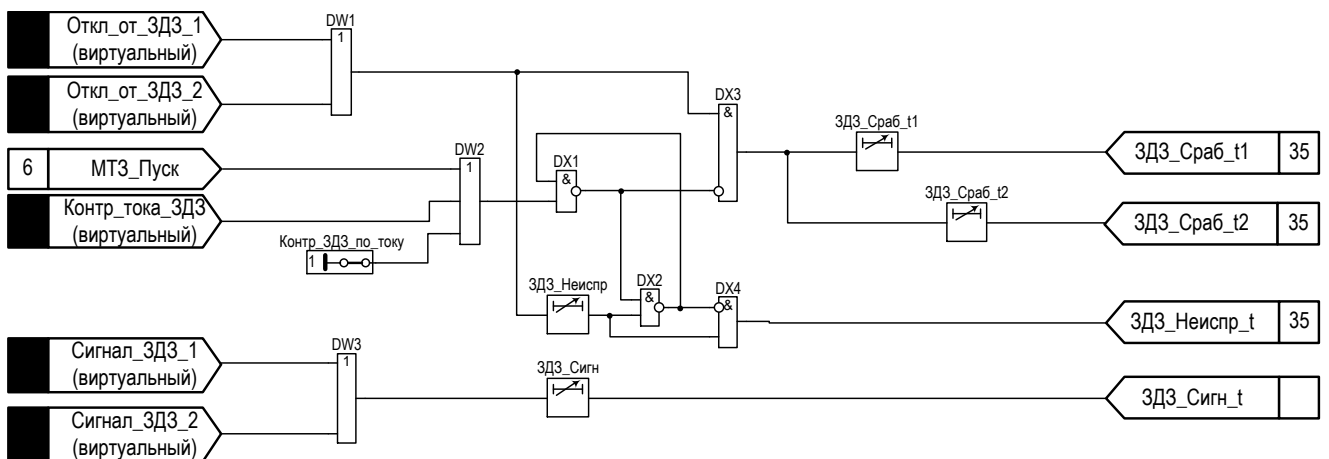 Откл_от_ЗДЗ_1
(виртуальный)
DW1
1
Откл_от_ЗДЗ_2
(виртуальный)
DX3
&
ЗДЗ_Сраб_t1
ЗДЗ_Сраб_t1 35
6 МТЗ_Пуск
DW2
1
DX1
&
Контр_тока_ЗДЗ
(виртуальный)
ЗДЗ_Сраб_t2
ЗДЗ_Сраб_t2 35
Контр_ЗДЗ_по_току
1
ЗДЗ_Неиспр
DX2
&
DX4
&
ЗДЗ_Неиспр_t 35
Сигнал_ЗДЗ_1
(виртуальный)
DW3
1
ЗДЗ_Сигн
ЗДЗ_Сигн_t
Сигнал_ЗДЗ_2
(виртуальный)